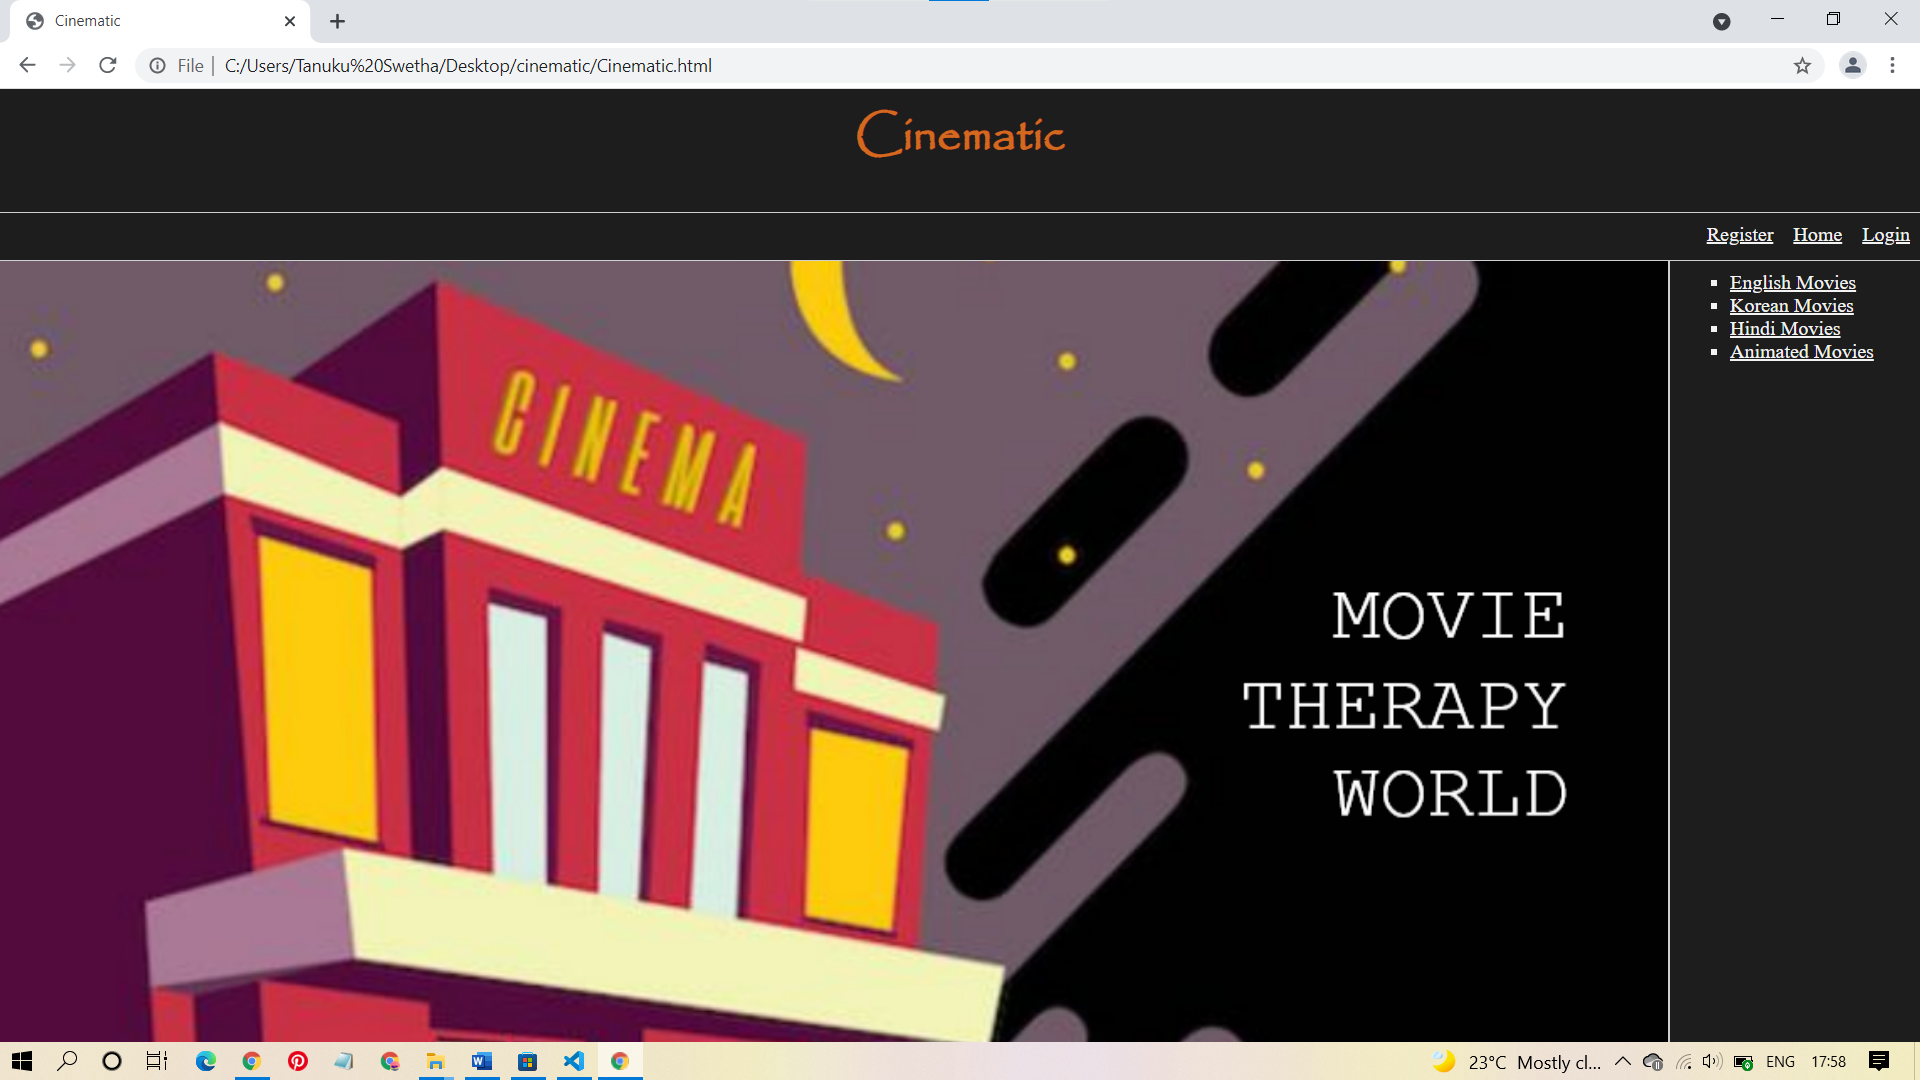 Cinematic
File | C:/Users/Tanuku%20Swetha/Desktop/cinematic/Cinematic.html
Cinematic
Register Home Login
English Movies
Korean Movies
Hindi Movies
Animated Movies
CINEMA
MOVIE
THERAPY
WORLD
23°C Mostly cl... ENG 17:58